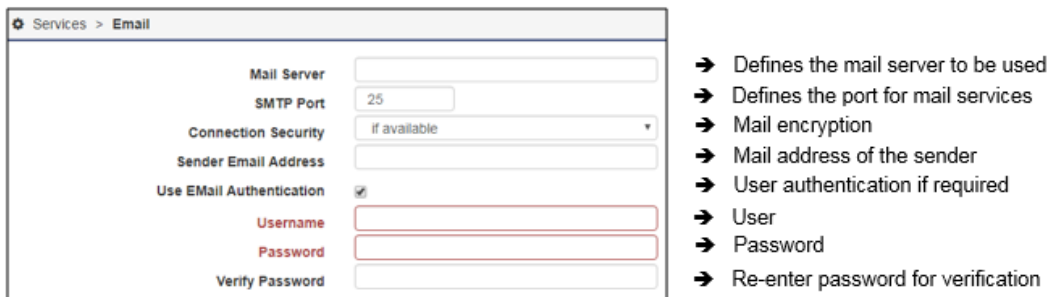 Services > Email
Mail Server
➔ Defines the mail server to be used
SMTP Port 25
➔ Defines the port for mail services
Connection Security if available
➔ Mail encryption
Sender Email Address
➔ Mail address of the sender
Use EMail Authentication
➔ User authentication if required
Username
➔ User
Password
➔ Password
Verify Password
➔ Re-enter password for verification